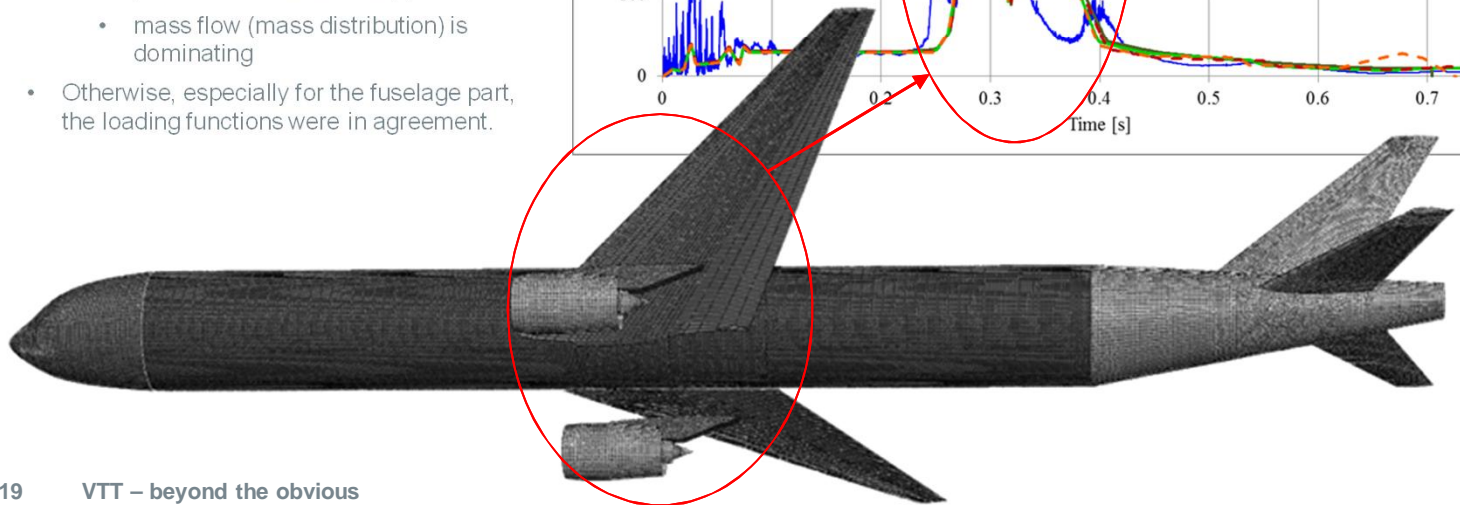 • mass flow (mass distribution) is
dominating
• Otherwise, especially for the fuselage part,
the loading functions were in agreement.
0
0 0.2 0.3 0.4 0.5 0.6 0.7
Time [s]
19 VTT – beyond the obvious